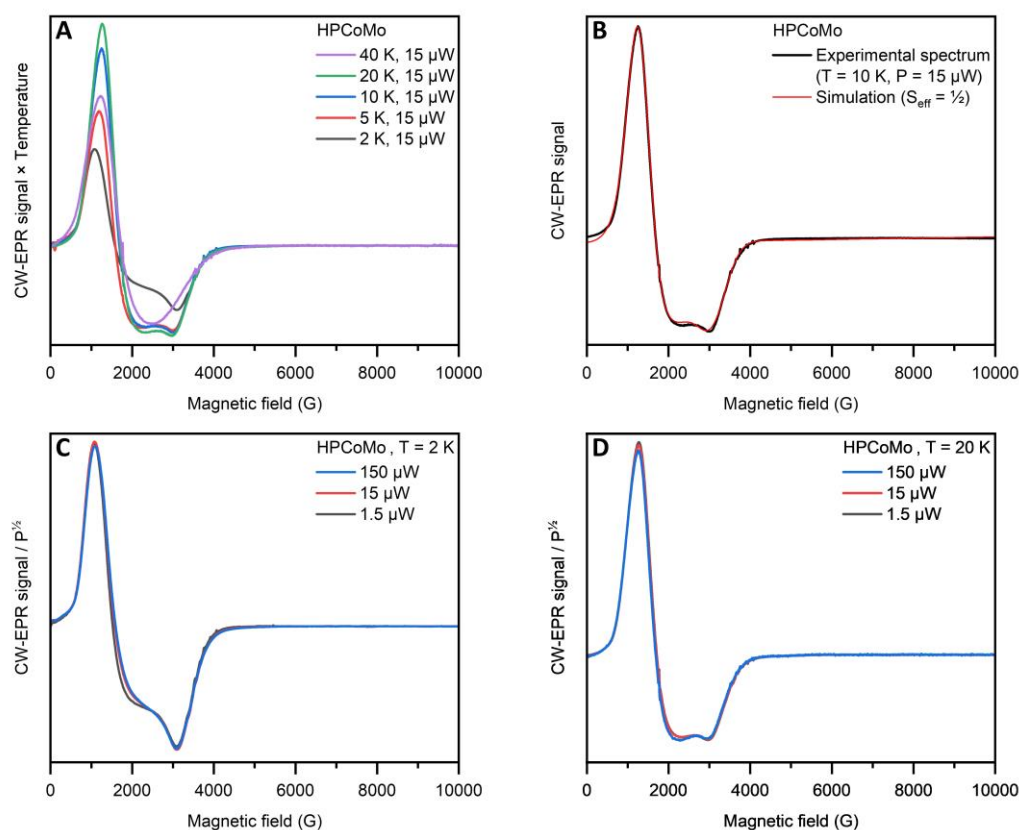 A
HPCoMo
40 K, 15 µW
20 K, 15 µW
10 K, 15 µW
5 K, 15 µW
2 K, 15 µW
CW-EPR signal × Temperature
0 2000 4000 6000 8000 10000
Magnetic field (G)
B
HPCoMo
Experimental spectrum
(T = 10 K, P = 15 µW)
Simulation (S_eff = ½)
CW-EPR signal
0 2000 4000 6000 8000 10000
Magnetic field (G)
C
HPCoMo , T = 2 K
150 µW
15 µW
1.5 µW
CW-EPR signal / P^½
0 2000 4000 6000 8000 10000
Magnetic field (G)
D
HPCoMo , T = 20 K
150 µW
15 µW
1.5 µW
CW-EPR signal / P^½
0 2000 4000 6000 8000 10000
Magnetic field (G)